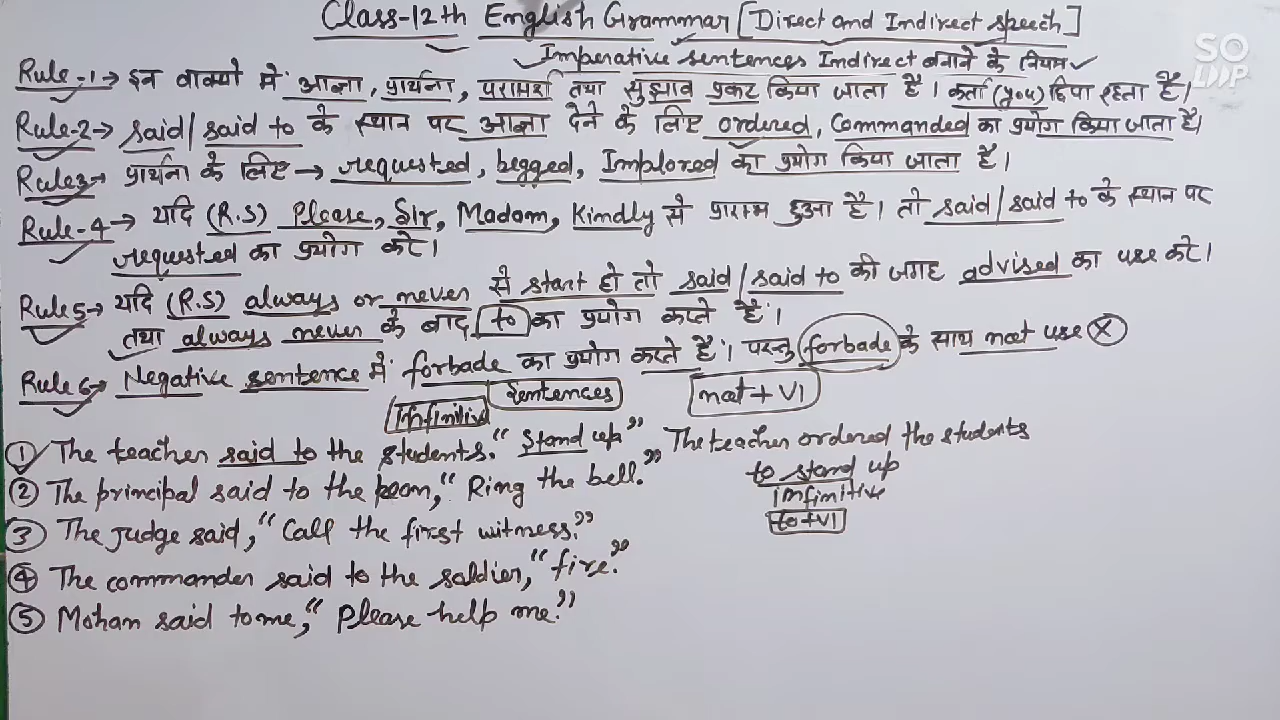 Class-12th English Grammar [Direct and Indirect speech]
SO
LOOP
Imperative sentences Indirect बनाने के नियम
Rule-1→ इन वाक्यो मे आज्ञा, प्रार्थना, परामर्श तथा सुझाव प्रकट किया जाता है। कर्ता (you) छिपा रहता है।
Rule-2→ said/said to के स्थान पर आज्ञा देने के लिए ordered, Commanded का प्रयोग किया जाता है।
Rule3→ प्रार्थना के लिए → requested, begged, Implored का प्रयोग किया जाता है।
Rule-4→ यदि (R.S) Please, Sir, Madam, Kindly से प्रारम्भ हुआ है। तो said/said to के स्थान पर
requested का प्रयोग करे।
Rule5→ यदि (R.S) always or never से start हो तो said/said to की जगह advised का use करे।
तथा always never के बाद to का प्रयोग करते है।
Rule6→ Negative sentence में forbade का प्रयोग करते है। परन्तु forbade के साथ not use X
Infinitive Sentences not + V1
① The teacher said to the students. "Stand up" The teacher ordered the students
to stand up
② The principal said to the peon, "Ring the bell."
infinitive
to+V1
③ The Judge said, "Call the first witness."
④ The commander said to the soldier, "fire."
⑤ Mohan said to me, "Please help me."